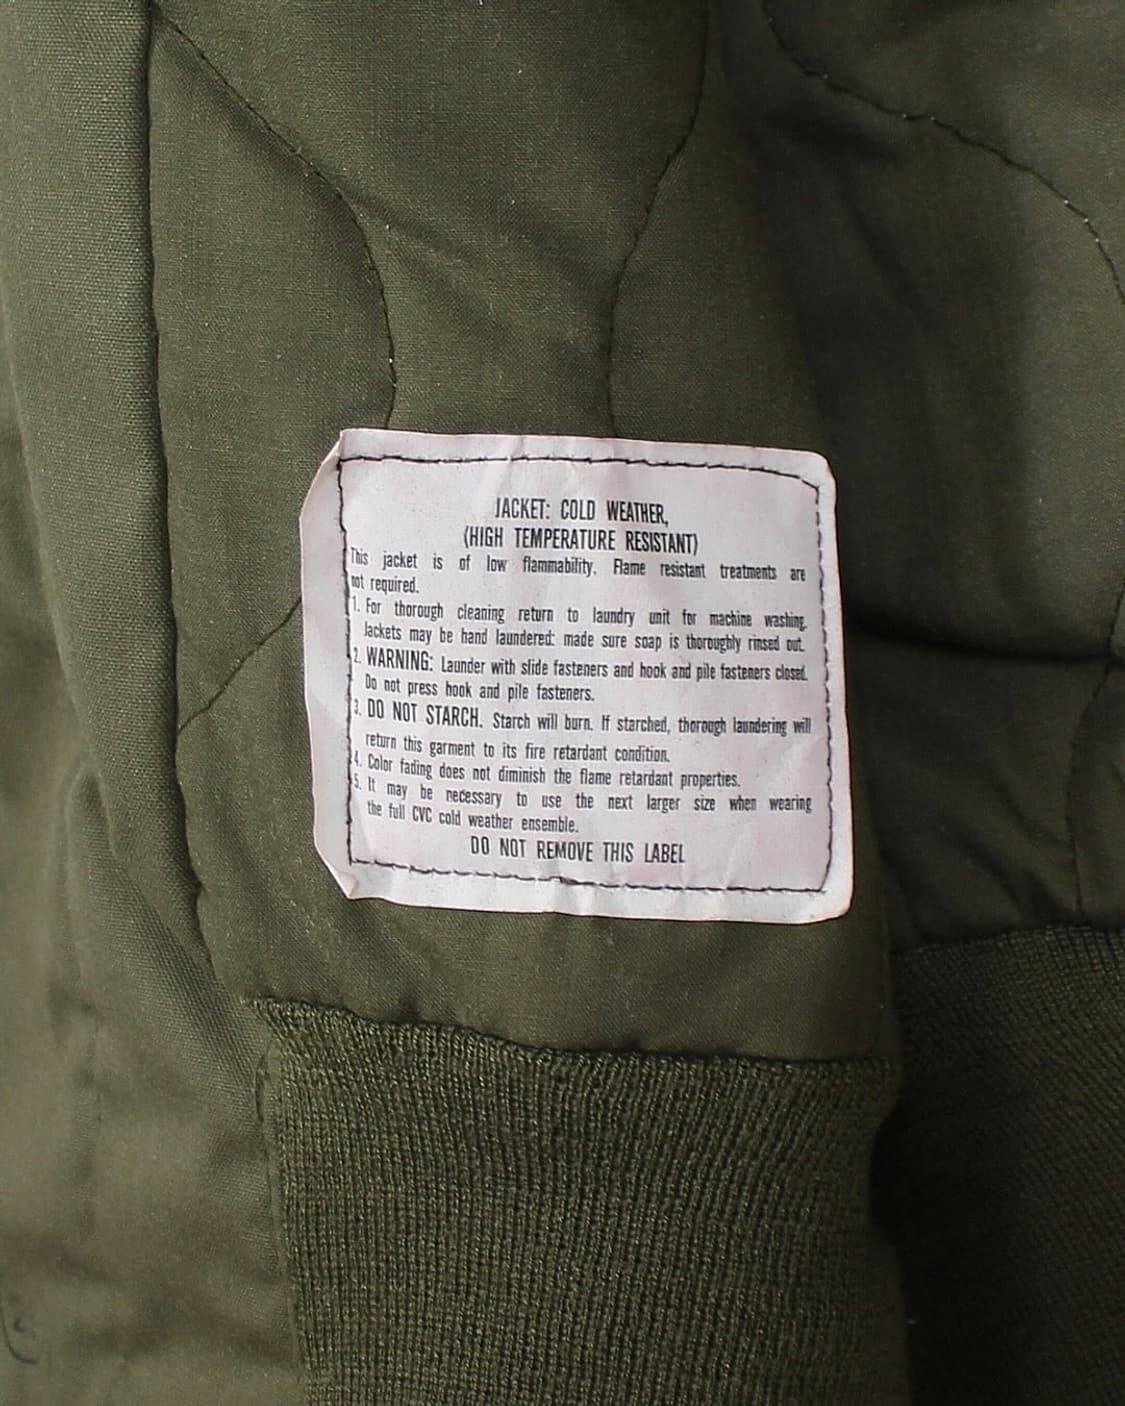 JACKET: COLD WEATHER,
(HIGH TEMPERATURE RESISTANT)
This jacket is of low flammability. Flame resistant treatments are
not required.
1. For thorough cleaning return to laundry unit for machine washing.
Jackets may be hand laundered: made sure soap is thoroughly rinsed out.
2. WARNING: Launder with slide fasteners and hook and pile fasteners closed.
Do not press hook and pile fasteners.
3. DO NOT STARCH. Starch will burn. If starched, thorough laundering will
return this garment to its fire retardant condition.
4. Color fading does not diminish the flame retardant properties.
5. It may be necessary to use the next larger size when wearing
the full CVC cold weather ensemble.
DO NOT REMOVE THIS LABEL